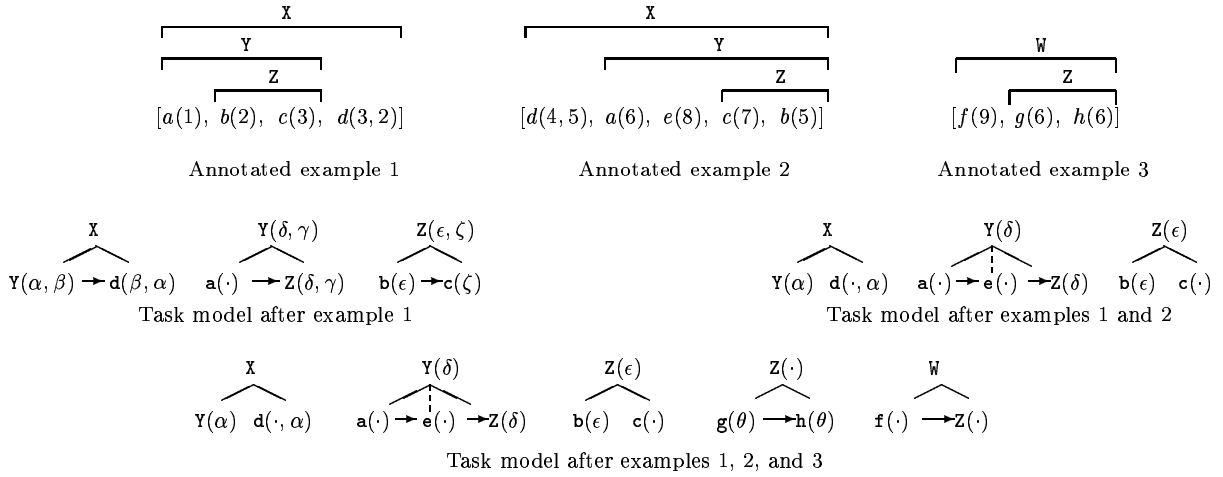 X X
Y Y W
Z Z Z
[a(1), b(2), c(3), d(3, 2)] [d(4, 5), a(6), e(8), c(7), b(5)] [f(9), g(6), h(6)]
Annotated example 1 Annotated example 2 Annotated example 3
X Y(δ, γ) Z(ϵ, ζ) X Y(δ) Z(ϵ)
Y(α, β) d(β, α) a(·) Z(δ, γ) b(ϵ) c(ζ) Y(α) d(·, α) a(·) e(·) Z(δ) b(ϵ) c(·)
Task model after example 1 Task model after examples 1 and 2
X Y(δ) Z(ϵ) Z(·) W
Y(α) d(·, α) a(·) e(·) Z(δ) b(ϵ) c(·) g(θ) h(θ) f(·) Z(·)
Task model after examples 1, 2, and 3